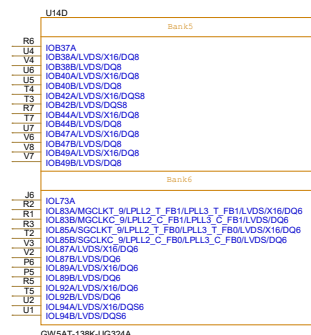 U14D
Bank5
R6 IOB37A
U4 IOB38A/LVDS/X16/DQ8
V4 IOB38B/LVDS/DQ8
U6 IOB40A/LVDS/X16/DQ8
U5 IOB40B/LVDS/DQ8
T4 IOB42A/LVDS/X16/DQS8
T3 IOB42B/LVDS/DQS8
R7 IOB44A/LVDS/X16/DQ8
T7 IOB44B/LVDS/DQ8
U7 IOB47A/LVDS/X16/DQ8
V6 IOB47B/LVDS/DQ8
V8 IOB49A/LVDS/X16/DQ8
V7 IOB49B/LVDS/DQ8
Bank6
J6 IOL73A
R2 IOL83A/MGCLKT_9/LPLL2_T_FB1/LPLL3_T_FB1/LVDS/X16/DQ6
R1 IOL83B/MGCLKC_9/LPLL2_C_FB1/LPLL3_C_FB1/LVDS/DQ6
R3 IOL85A/SGCLKT_9/LPLL2_T_FB0/LPLL3_T_FB0/LVDS/X16/DQ6
T2 IOL85B/SGCLKC_9/LPLL2_C_FB0/LPLL3_C_FB0/LVDS/DQ6
V3 IOL87A/LVDS/X16/DQ6
V2 IOL87B/LVDS/DQ6
P6 IOL89A/LVDS/X16/DQ6
P5 IOL89B/LVDS/DQ6
R5 IOL92A/LVDS/X16/DQ6
T5 IOL92B/LVDS/DQ6
U2 IOL94A/LVDS/X16/DQS6
U1 IOL94B/LVDS/DQS6
GW5AT-138K-UG324A